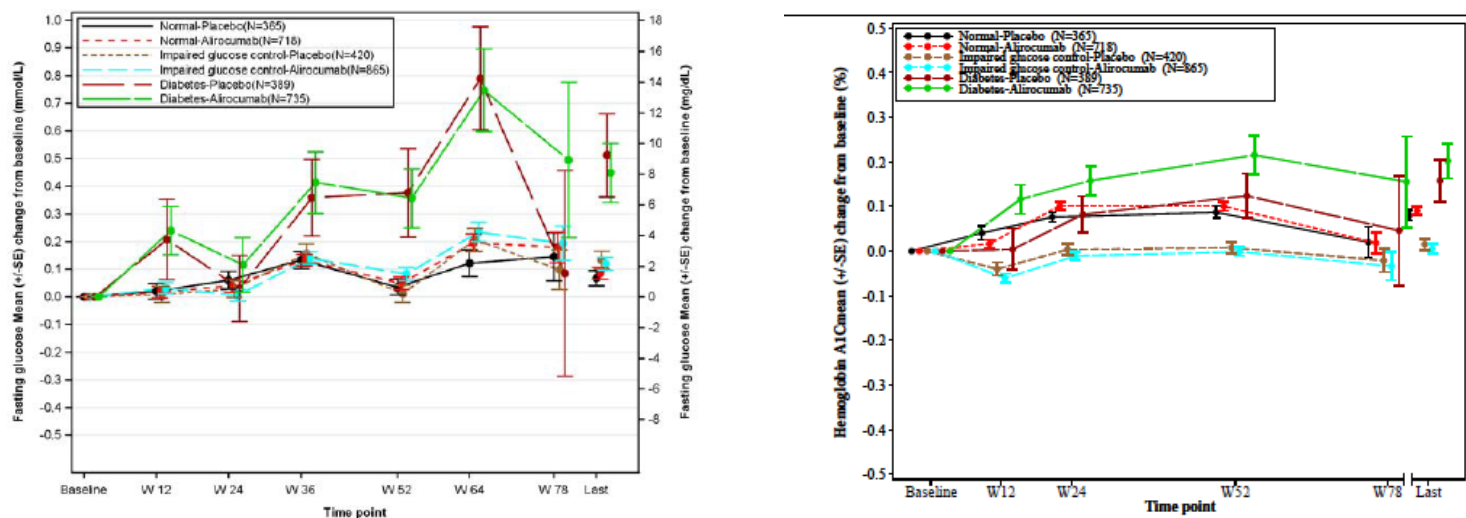 Fasting glucose Mean (+/-SE) change from baseline (mmol/L)
1.0
0.9
0.8
0.7
0.6
0.5
0.4
0.3
0.2
0.1
0.0
0.1
0.2
0.3
0.4
0.5
Normal-Placebo(N=365)
Normal-Alirocumab(N=718)
Impaired glucose control-Placebo(N=420)
Impaired glucose control-Alirocumab(N=865)
Diabetes-Placebo(N=389)
Diabetes-Alirocumab(N=735)
18
16
14
12
10
8
6
4
2
0
-2
-4
-6
-8
Fasting glucose Mean (+/-SE) change from baseline (mg/dL)
Baseline W 12 W 24 W 36 W 52 W 64 W 78 Last
Time point
Hemoglobin A1Cmean (+/-SE) change from baseline (%)
0.5
0.4
0.3
0.2
0.1
0.0
-0.1
-0.2
-0.3
-0.4
-0.5
Normal-Placebo (N=365)
Normal-Alirocumab (N=718)
Impaired glucose control-Placebo (N=420)
Impaired glucose control-Alirocumab (N=865)
Diabetes-Placebo (N=389)
Diabetes-Alirocumab (N=735)
Baseline W12 W24 W52 W78 Last
Time point